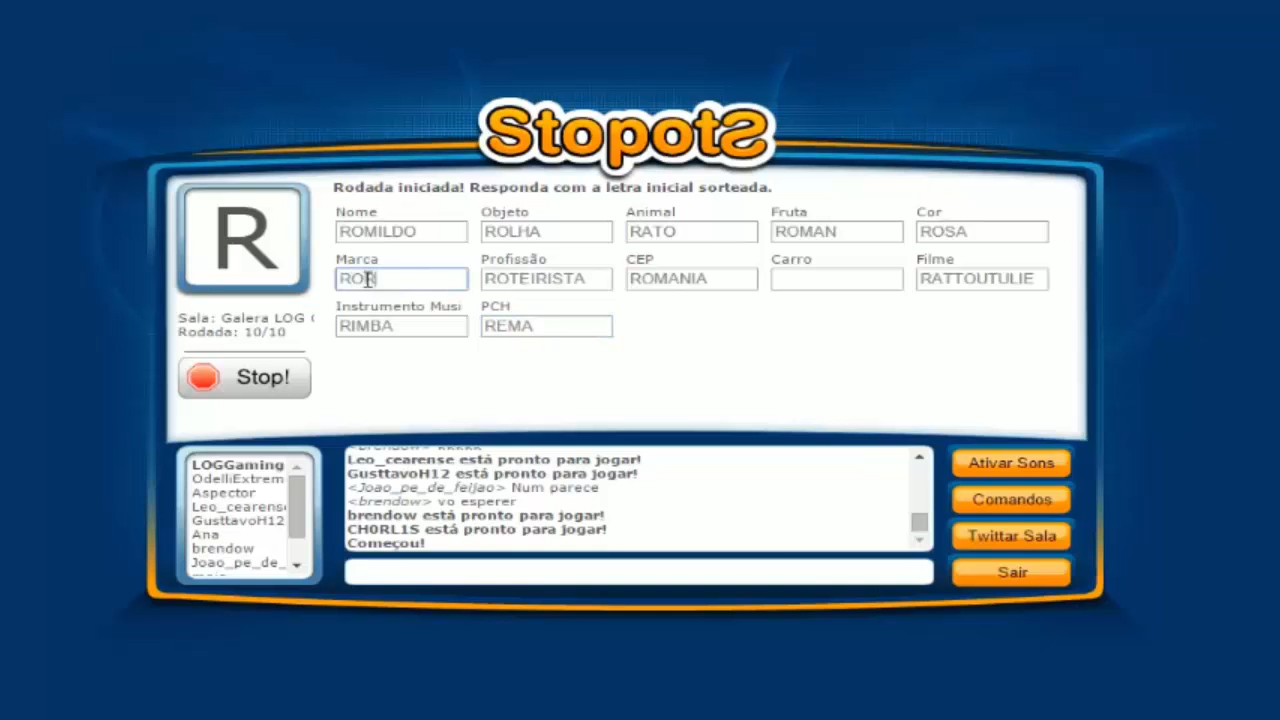 StopotS
R
Rodada iniciada! Responda com a letra inicial sorteada.
Nome Objeto Animal Fruta Cor
ROMILDO ROLHA RATO ROMAN ROSA
Marca Profissão CEP Carro Filme
ROTEIRISTA ROMANIA RATTOUTULIE
Instrumento Musi PCH
RIMBA REMA
Sala: Galera LOG
Rodada: 10/10
Stop!
LOGGaming
OdelliExtrem
Aspector
Leo_cearens
GusttavoH12
Ana
brendow
Joao_pe_de_
<brendow> kkkkk
Leo_cearense está pronto para jogar!
GusttavoH12 está pronto para jogar!
<Joao_pe_de_feijao> Num parece
<brendow> vo esperer
brendow está pronto para jogar!
CH0RL1S está pronto para jogar!
Começou!
Ativar Sons
Comandos
Twittar Sala
Sair